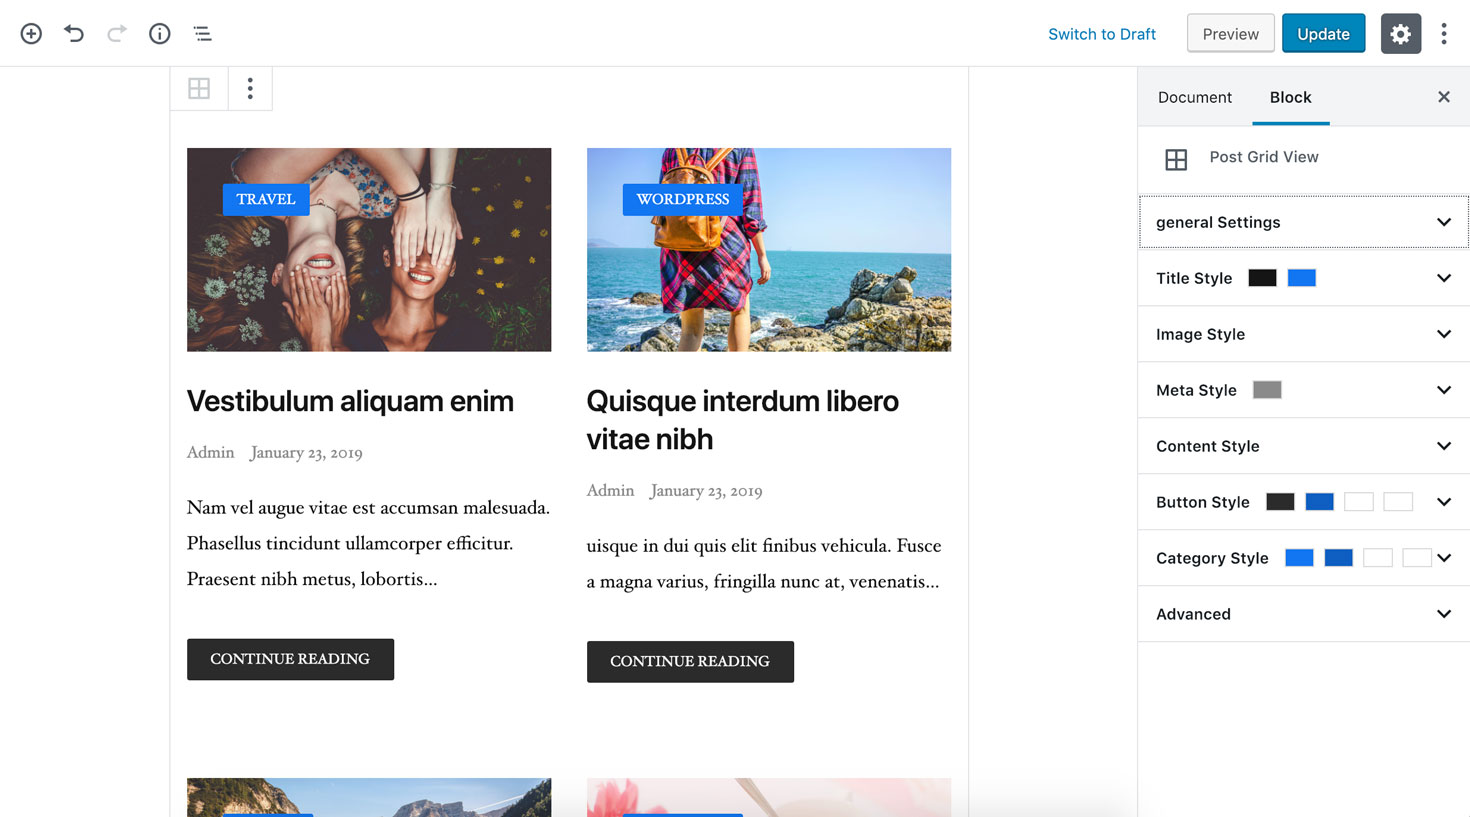 Switch to Draft
Preview
Update
Document
Block
Post Grid View
general Settings
Title Style
Image Style
Meta Style
Content Style
Button Style
Category Style
Advanced
TRAVEL
Vestibulum aliquam enim
Admin January 23, 2019
Nam vel augue vitae est accumsan malesuada.
Phasellus tincidunt ullamcorper efficitur.
Praesent nibh metus, lobortis...
CONTINUE READING
WORDPRESS
Quisque interdum libero
vitae nibh
Admin January 23, 2019
uisque in dui quis elit finibus vehicula. Fusce
a magna varius, fringilla nunc at, venenatis...
CONTINUE READING